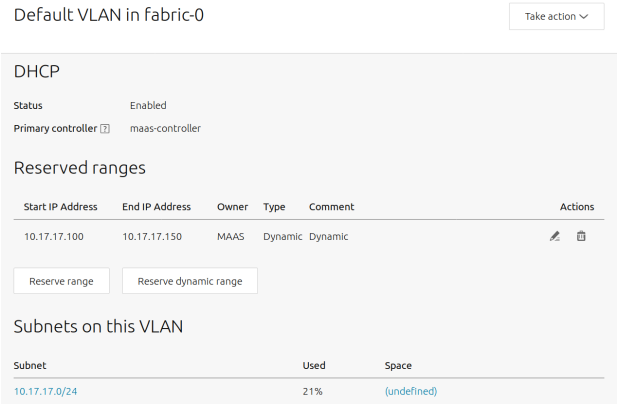 Default VLAN in fabric-0
Take action
DHCP
Status Enabled
Primary controller ? maas-controller
Reserved ranges
Start IP Address End IP Address Owner Type Comment Actions
10.17.17.100 10.17.17.150 MAAS Dynamic Dynamic
Reserve range Reserve dynamic range
Subnets on this VLAN
Subnet Used Space
10.17.17.0/24 21% (undefined)